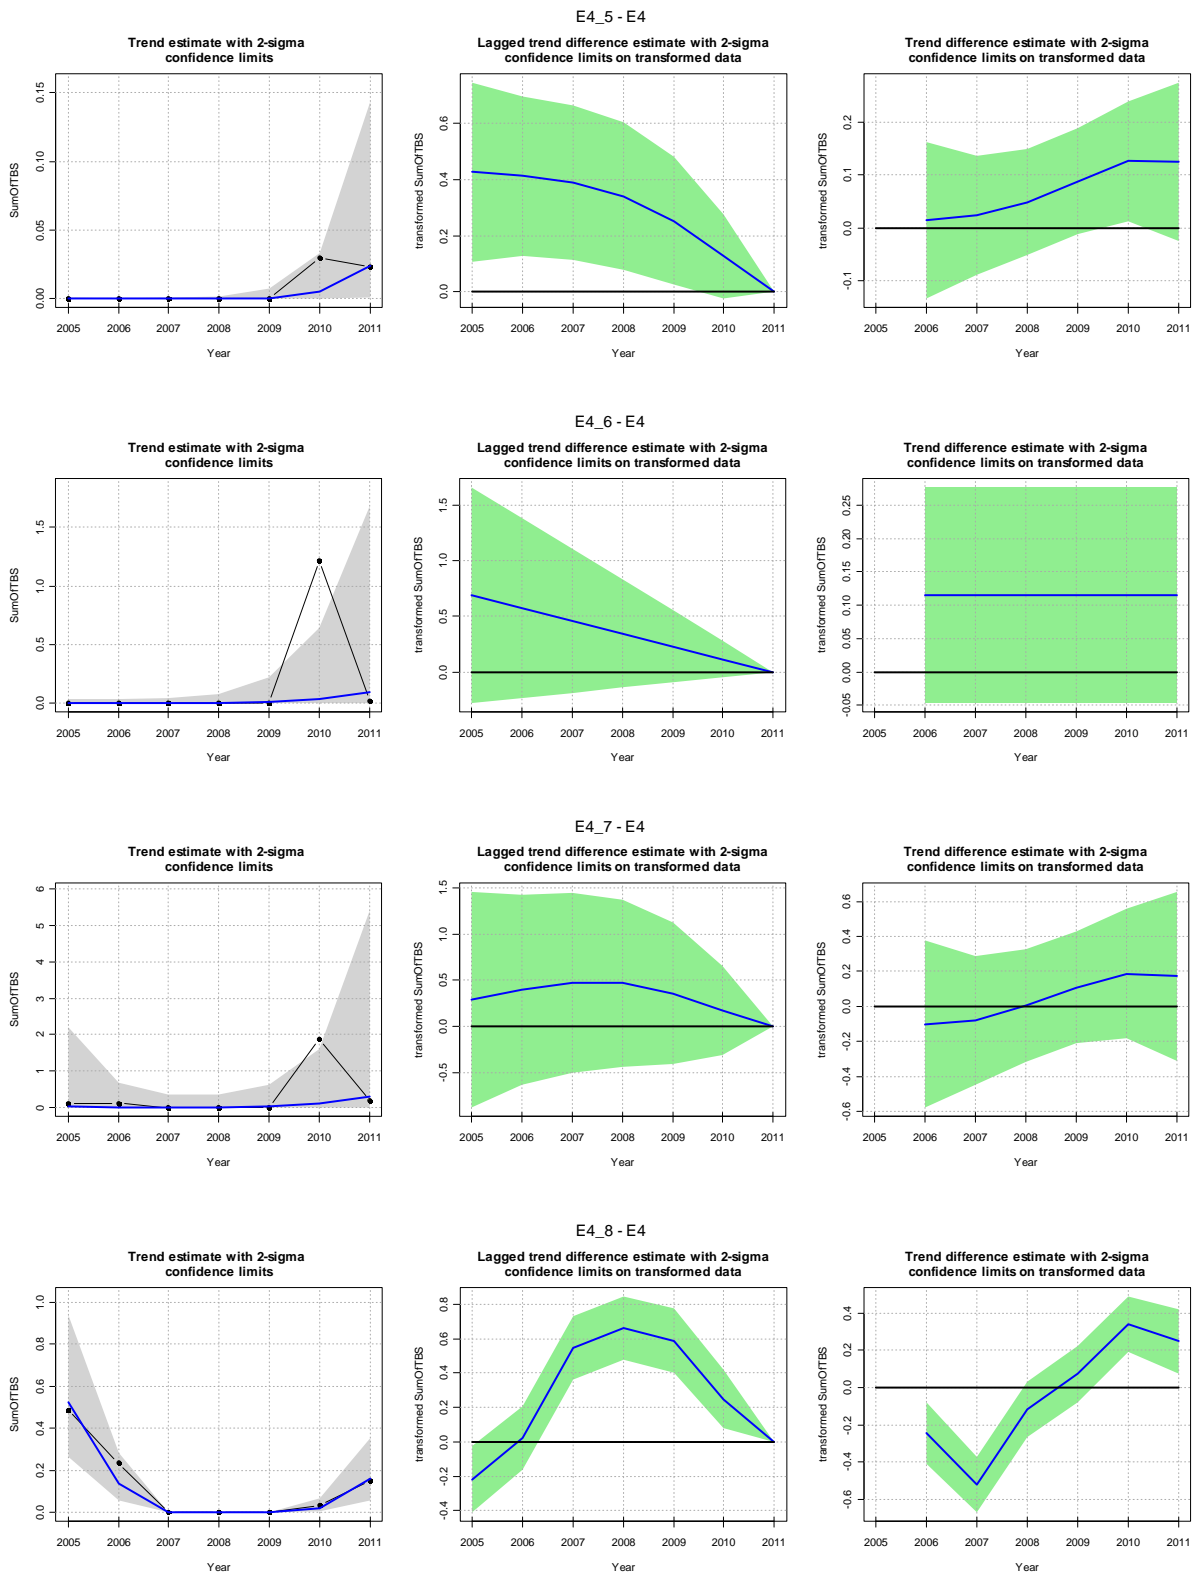 E4_5 - E4
Trend estimate with 2-sigma
confidence limits
Lagged trend difference estimate with 2-sigma
confidence limits on transformed data
Trend difference estimate with 2-sigma
confidence limits on transformed data
SumOfTBS
0.00 0.05 0.10 0.15
2005 2006 2007 2008 2009 2010 2011
Year
transformed SumOfTBS
0.0 0.2 0.4 0.6
2005 2006 2007 2008 2009 2010 2011
Year
transformed SumOfTBS
-0.1 0.0 0.1 0.2
2005 2006 2007 2008 2009 2010 2011
Year
E4_6 - E4
Trend estimate with 2-sigma
confidence limits
Lagged trend difference estimate with 2-sigma
confidence limits on transformed data
Trend difference estimate with 2-sigma
confidence limits on transformed data
SumOfTBS
0.0 0.5 1.0 1.5
2005 2006 2007 2008 2009 2010 2011
Year
transformed SumOfTBS
0.0 0.5 1.0 1.5
2005 2006 2007 2008 2009 2010 2011
Year
transformed SumOfTBS
-0.05 0.00 0.05 0.10 0.15 0.20 0.25
2005 2006 2007 2008 2009 2010 2011
Year
E4_7 - E4
Trend estimate with 2-sigma
confidence limits
Lagged trend difference estimate with 2-sigma
confidence limits on transformed data
Trend difference estimate with 2-sigma
confidence limits on transformed data
SumOfTBS
0 1 2 3 4 5 6
2005 2006 2007 2008 2009 2010 2011
Year
transformed SumOfTBS
-0.5 0.0 0.5 1.0 1.5
2005 2006 2007 2008 2009 2010 2011
Year
transformed SumOfTBS
-0.6 -0.4 -0.2 0.0 0.2 0.4 0.6
2005 2006 2007 2008 2009 2010 2011
Year
E4_8 - E4
Trend estimate with 2-sigma
confidence limits
Lagged trend difference estimate with 2-sigma
confidence limits on transformed data
Trend difference estimate with 2-sigma
confidence limits on transformed data
SumOfTBS
0.0 0.2 0.4 0.6 0.8 1.0
2005 2006 2007 2008 2009 2010 2011
Year
transformed SumOfTBS
-0.4 -0.2 0.0 0.2 0.4 0.6 0.8
2005 2006 2007 2008 2009 2010 2011
Year
transformed SumOfTBS
-0.6 -0.4 -0.2 0.0 0.2 0.4
2005 2006 2007 2008 2009 2010 2011
Year